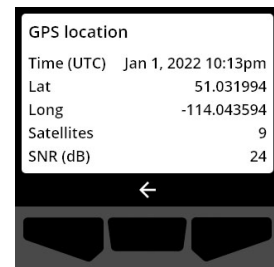 GPS location
Time (UTC) Jan 1, 2022 10:13pm
Lat 51.031994
Long -114.043594
Satellites 9
SNR (dB) 24